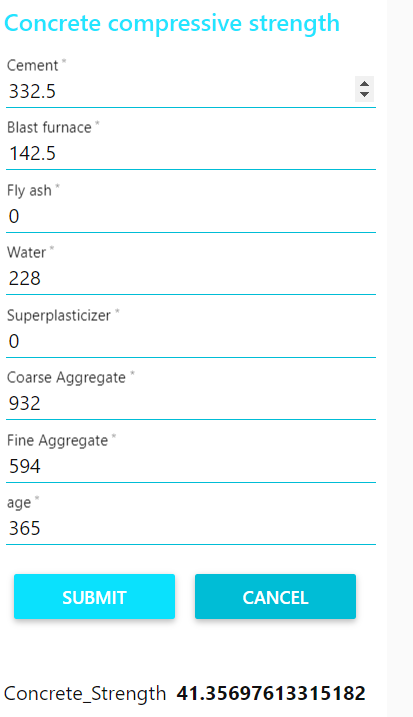 Concrete compressive strength
Cement *
332.5
Blast furnace *
142.5
Fly ash *
0
Water *
228
Superplasticizer *
0
Coarse Aggregate *
932
Fine Aggregate *
594
age *
365
SUBMIT CANCEL
Concrete_Strength 41.35697613315182